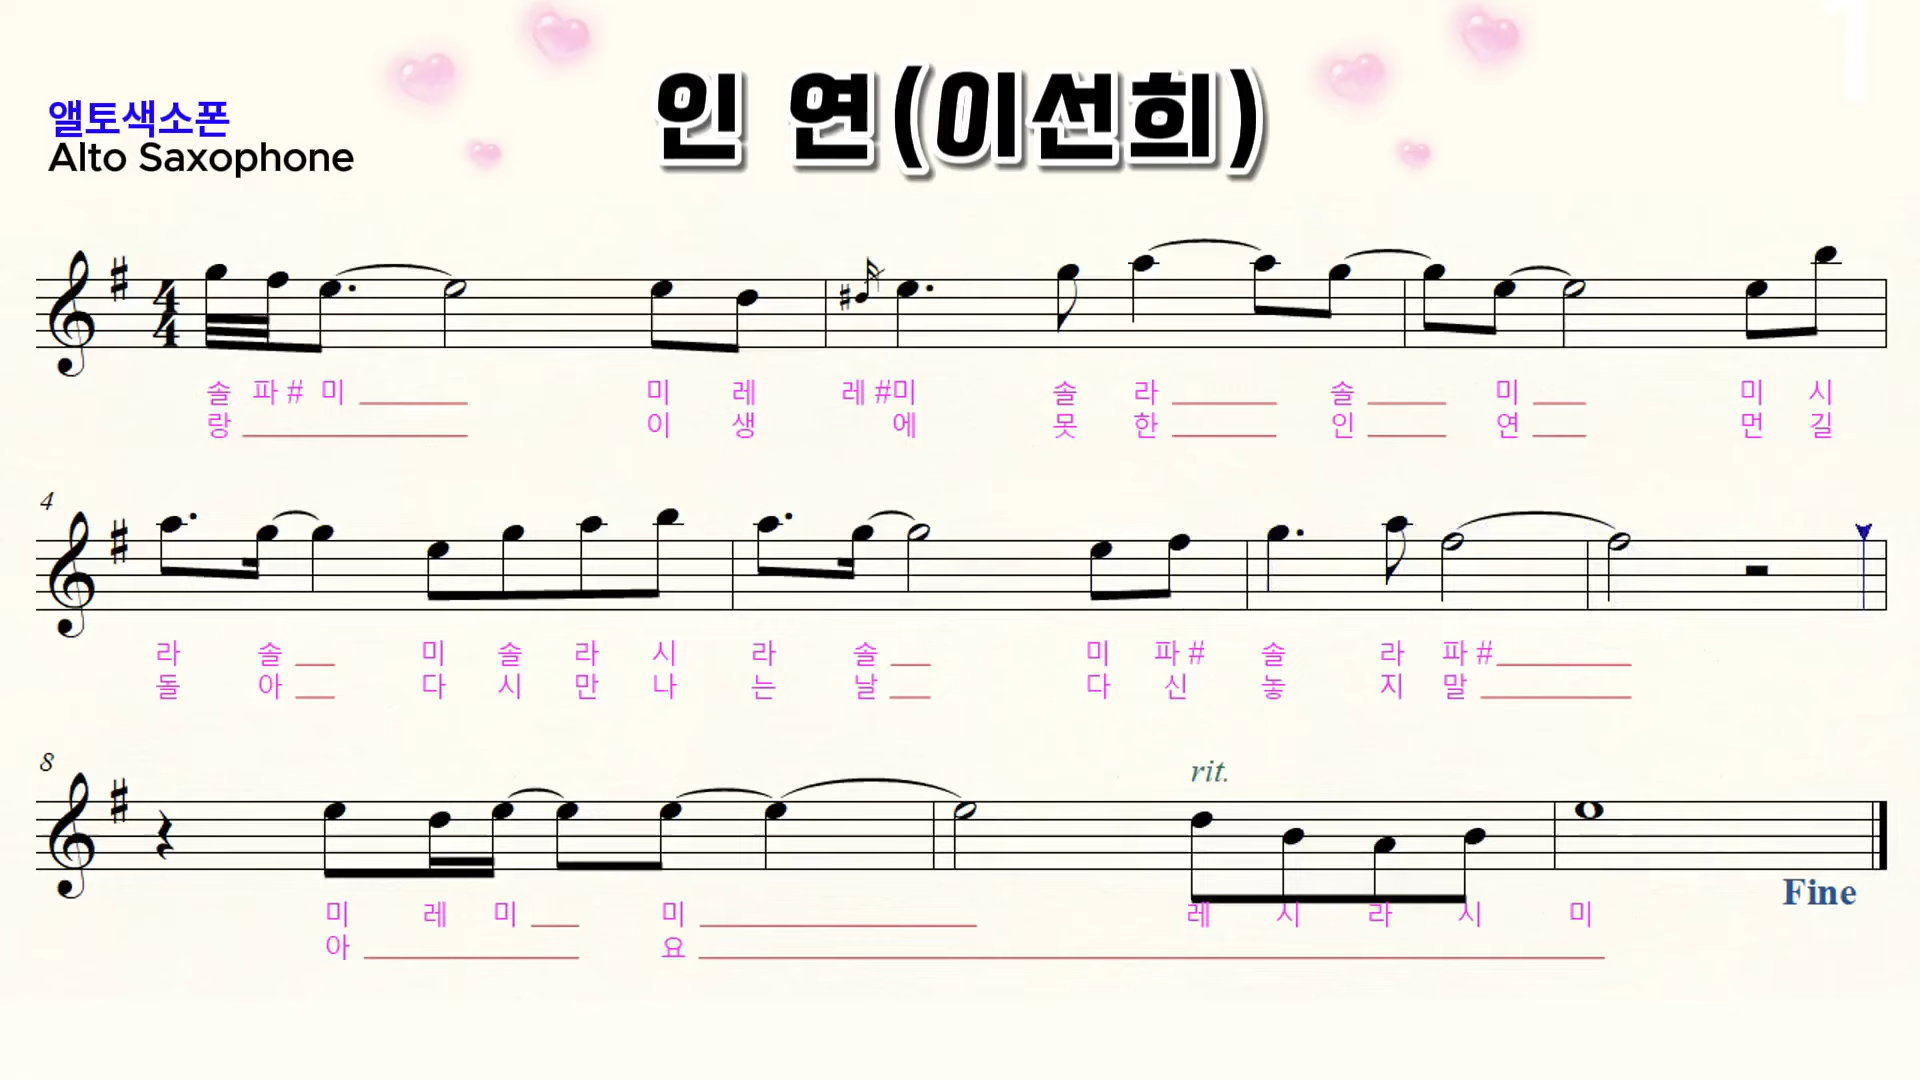 인 연(이선희)
앨토색소폰
Alto Saxophone
솔 파# 미 미 레 레#미 솔 라 솔 미 미 시
랑 이 생 에 못 한 인 연 먼 길
4
라 솔 미 솔 라 시 라 솔 미 파# 솔 라 파#
돌 아 다 시 만 나 는 날 다 신 놓 지 말
8
rit.
Fine
미 레 미 미 레 시 라 시 미
아 요